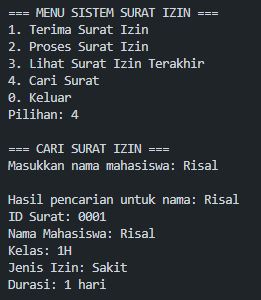 === MENU SISTEM SURAT IZIN ===
1. Terima Surat Izin
2. Proses Surat Izin
3. Lihat Surat Izin Terakhir
4. Cari Surat
0. Keluar
Pilihan: 4

=== CARI SURAT IZIN ===
Masukkan nama mahasiswa: Risal

Hasil pencarian untuk nama: Risal
ID Surat: 0001
Nama Mahasiswa: Risal
Kelas: 1H
Jenis Izin: Sakit
Durasi: 1 hari